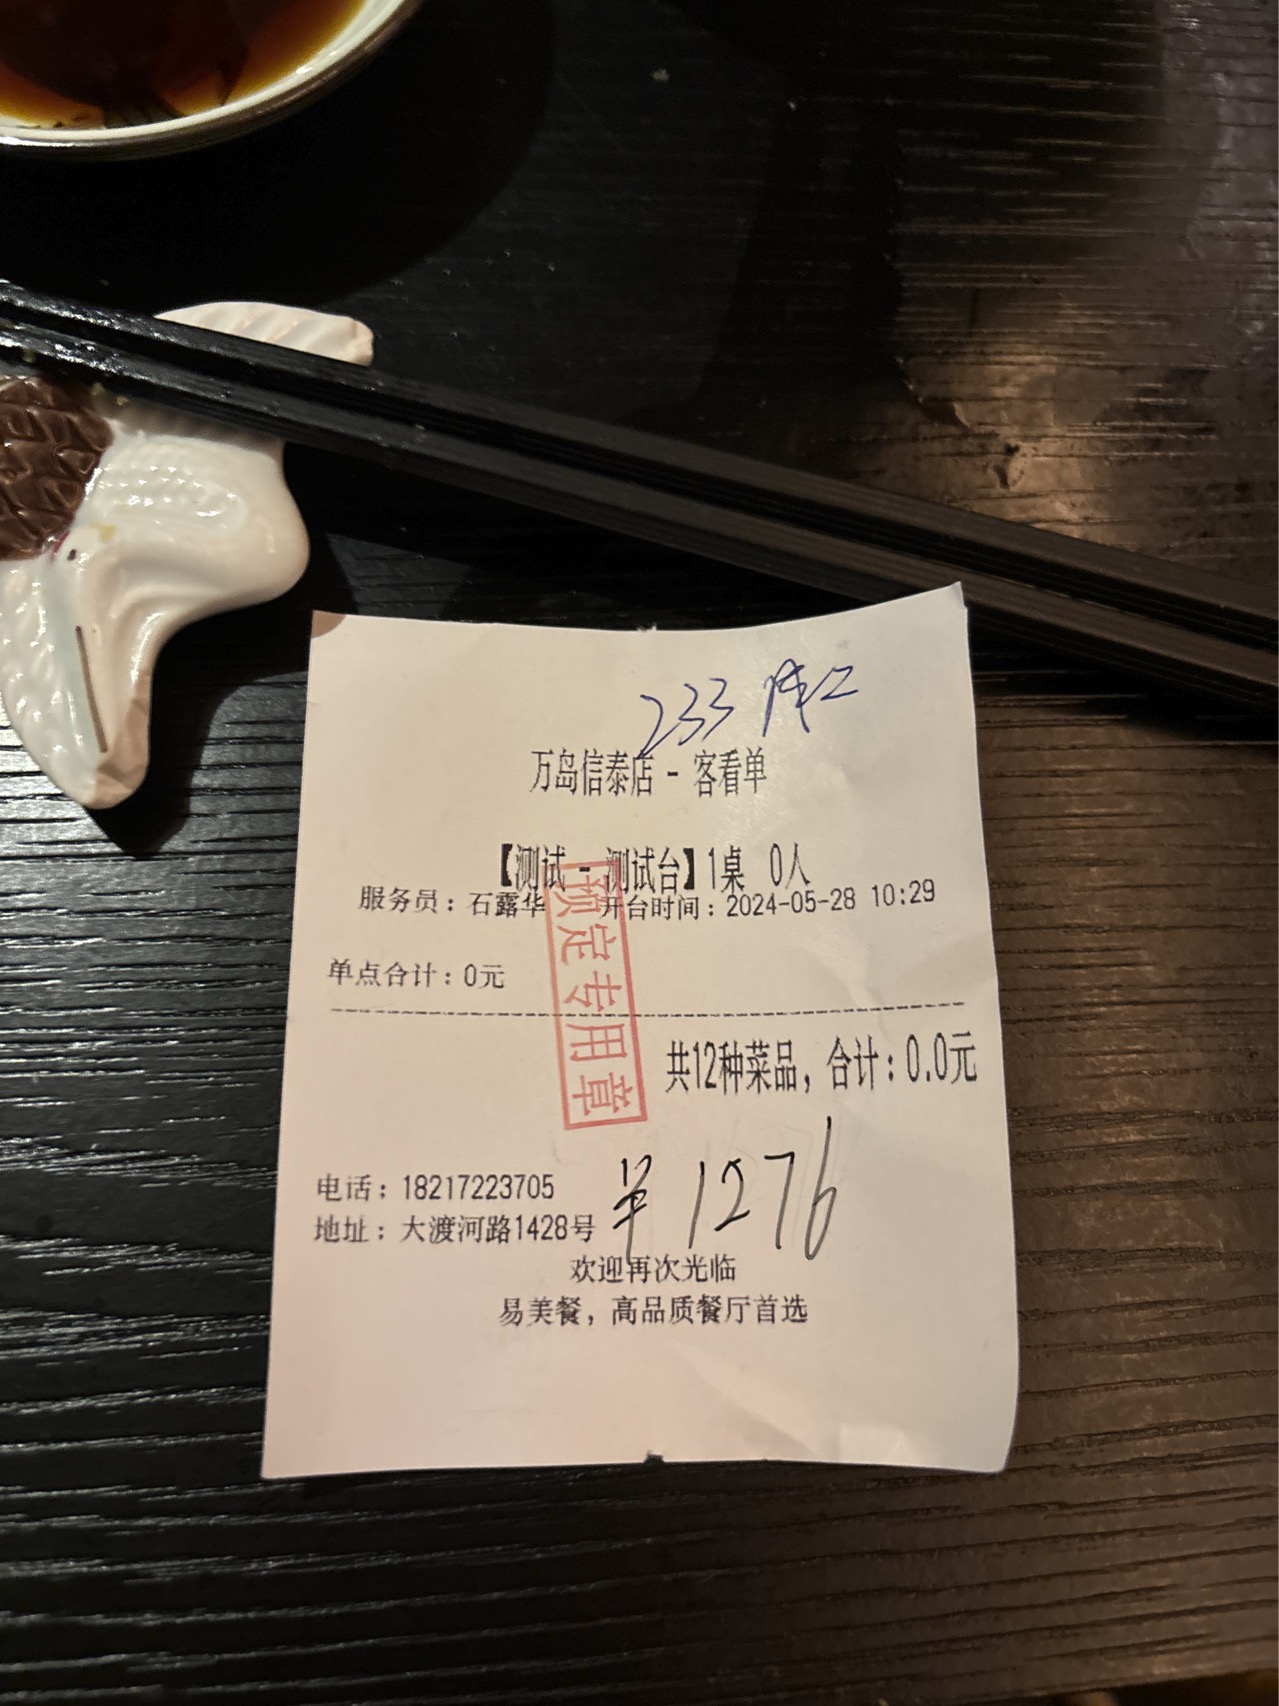 233
万岛信泰店 - 客看单
【测试 - 测试台】1桌 0人
服务员：石露华 开台时间：2024-05-28 10:29
预定专用章
单点合计：0元
共12种菜品，合计：0.0元
¥ 1276
电话：18217223705
地址：大渡河路1428号
欢迎再次光临
易美餐，高品质餐厅首选